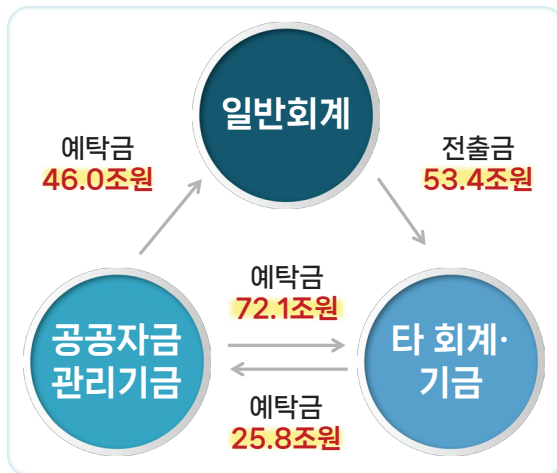 일반회계
예탁금
46.0조원
전출금
53.4조원
예탁금
72.1조원
공공자금
관리기금
타 회계·
기금
예탁금
25.8조원